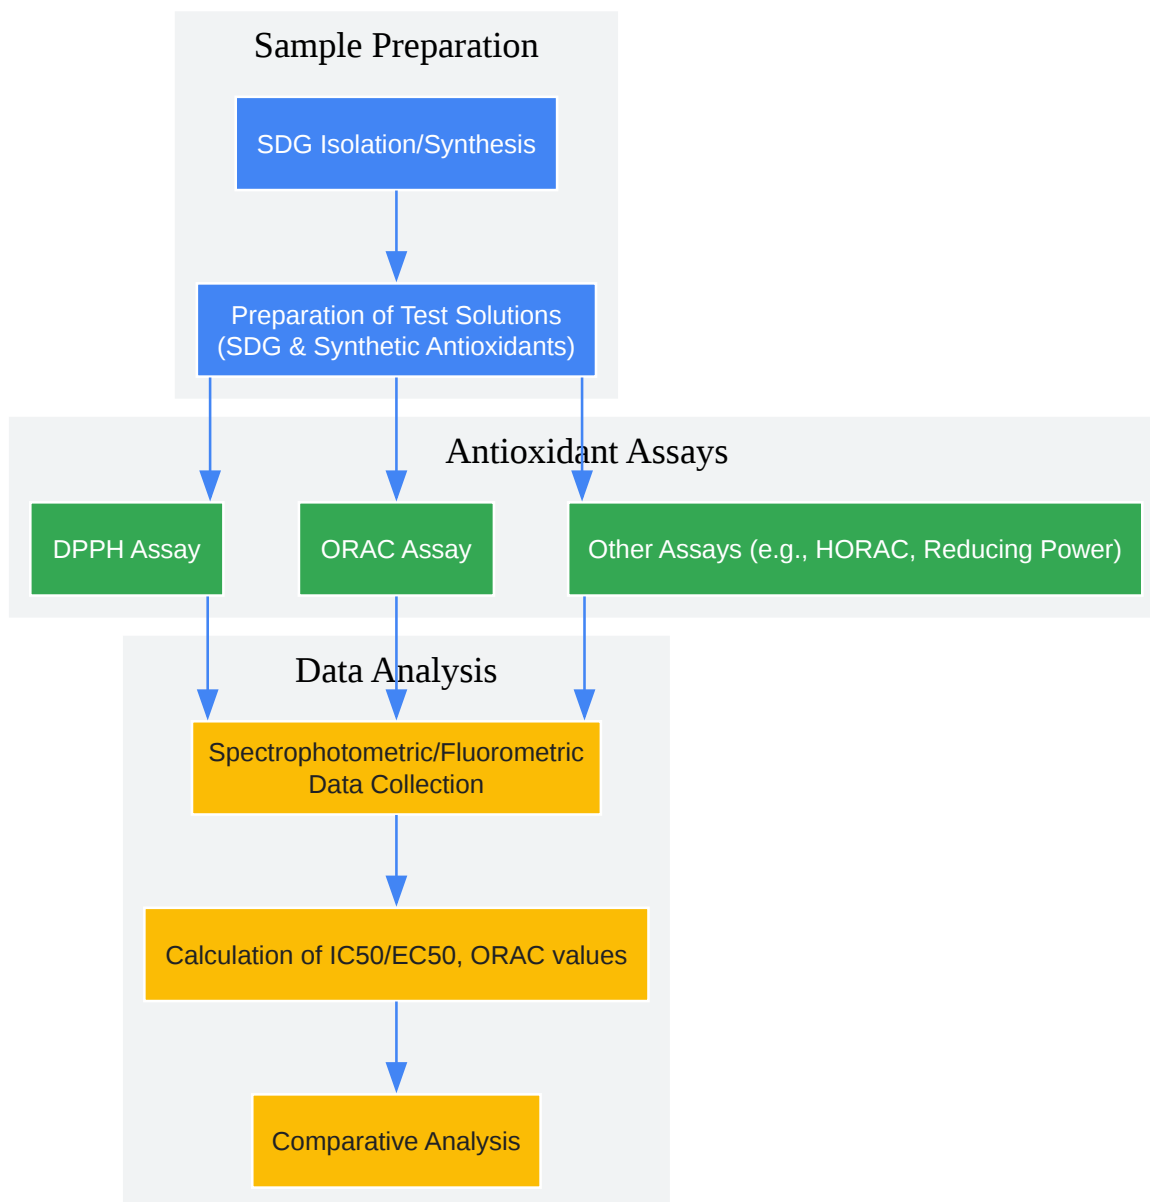 Sample Preparation
SDG Isolation/Synthesis
Preparation of Test Solutions
(SDG & Synthetic Antioxidants)
Antioxidant Assays
DPPH Assay
ORAC Assay
Other Assays (e.g., HORAC, Reducing Power)
Data Analysis
Spectrophotometric/Fluorometric
Data Collection
Calculation of IC50/EC50, ORAC values
Comparative Analysis